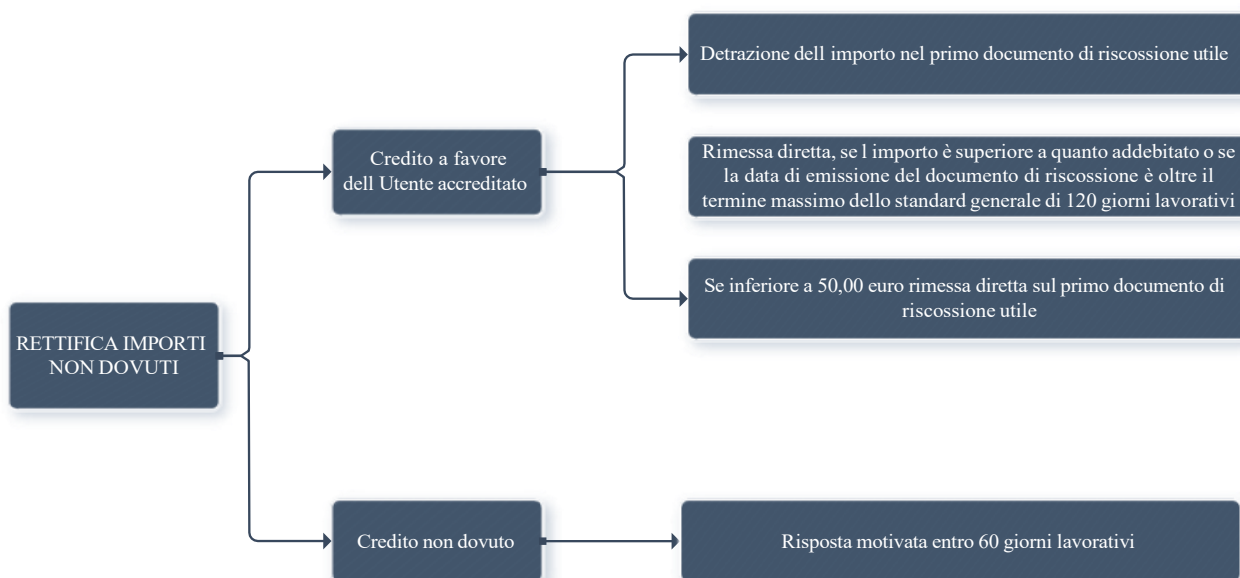 RETTIFICA IMPORTI
NON DOVUTI
Credito a favore
dell Utente accreditato
Detrazione dell importo nel primo documento di riscossione utile
Rimessa diretta, se l importo è superiore a quanto addebitato o se
la data di emissione del documento di riscossione è oltre il
termine massimo dello standard generale di 120 giorni lavorativi
Se inferiore a 50,00 euro rimessa diretta sul primo documento di
riscossione utile
Credito non dovuto
Risposta motivata entro 60 giorni lavorativi